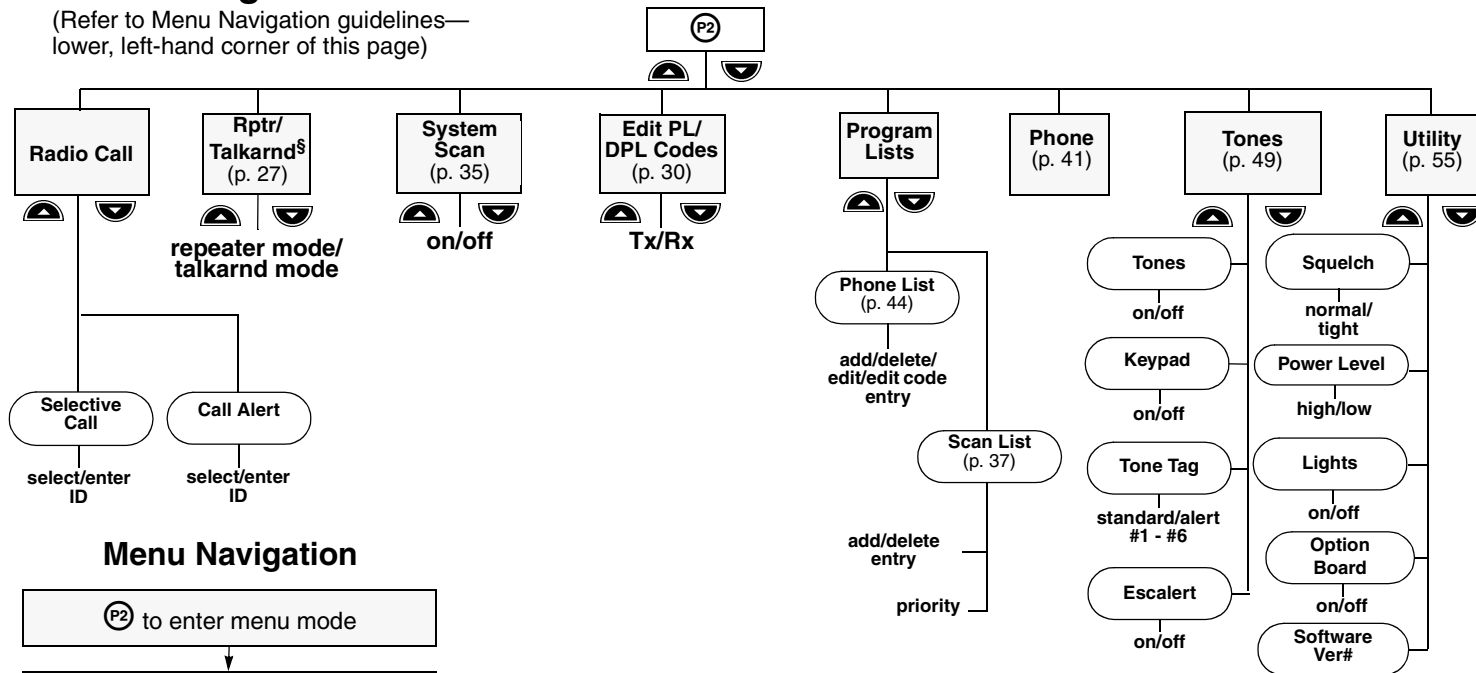 (Refer to Menu Navigation guidelines—
lower, left-hand corner of this page)
P2
Radio Call
Rptr/
Talkarnd§
(p. 27)
System
Scan
(p. 35)
Edit PL/
DPL Codes
(p. 30)
Program
Lists
Phone
(p. 41)
Tones
(p. 49)
Utility
(p. 55)
repeater mode/
talkarnd mode
on/off
Tx/Rx
Selective
Call
select/enter
ID
Call Alert
select/enter
ID
Phone List
(p. 44)
add/delete/
edit/edit code
entry
Scan List
(p. 37)
add/delete
entry
priority
Tones
on/off
Keypad
on/off
Tone Tag
standard/alert
#1 - #6
Escalert
on/off
Squelch
normal/
tight
Power Level
high/low
Lights
on/off
Option
Board
on/off
Software
Ver#
Menu Navigation
P2 to enter menu mode